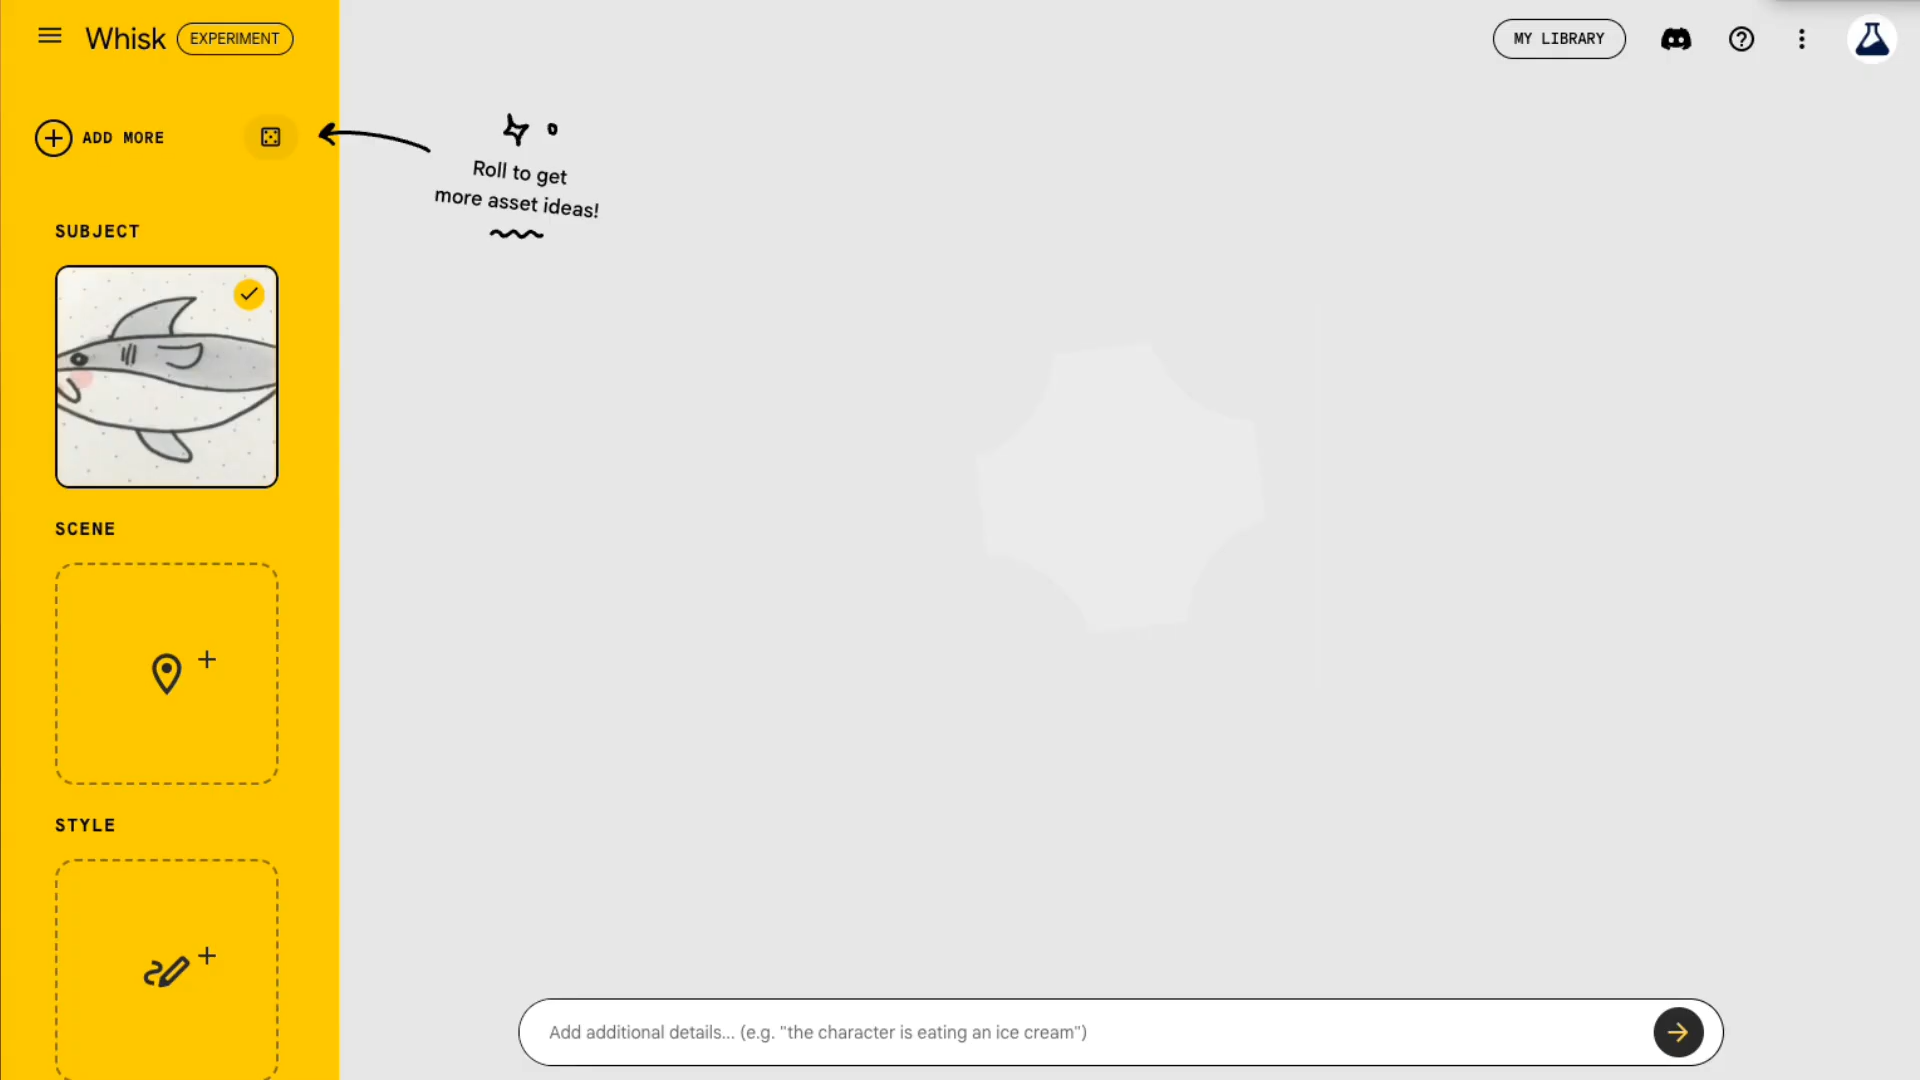 Whisk EXPERIMENT
MY LIBRARY
ADD MORE
Roll to get
more asset ideas!
SUBJECT
SCENE
STYLE
Add additional details... (e.g. "the character is eating an ice cream")